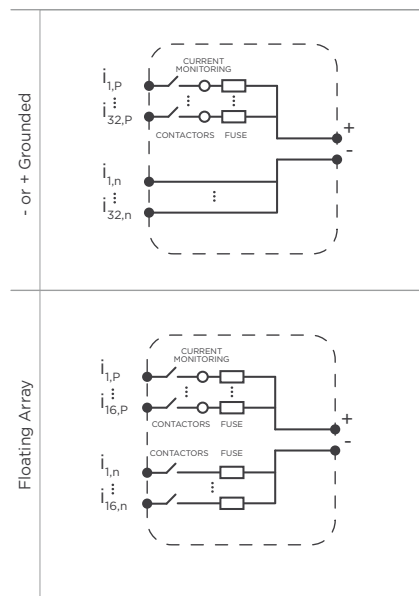 - or + Grounded
CURRENT
MONITORING
i1,P
i32,P
CONTACTORS FUSE
+
-
i1,n
i32,n
Floating Array
CURRENT
MONITORING
i1,P
i16,P
CONTACTORS FUSE
+
-
CONTACTORS FUSE
i1,n
i16,n